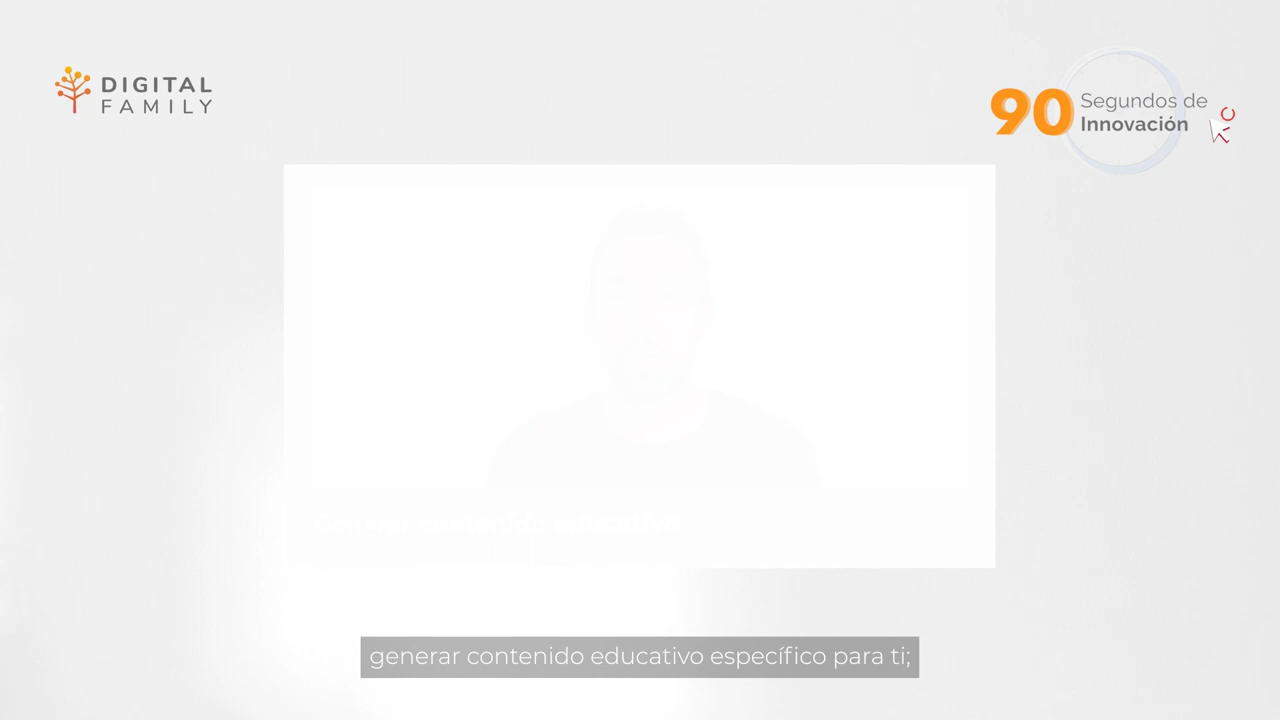 DIGITAL
FAMILY
90 Segundos de
Innovación
generar contenido educativo específico para ti;